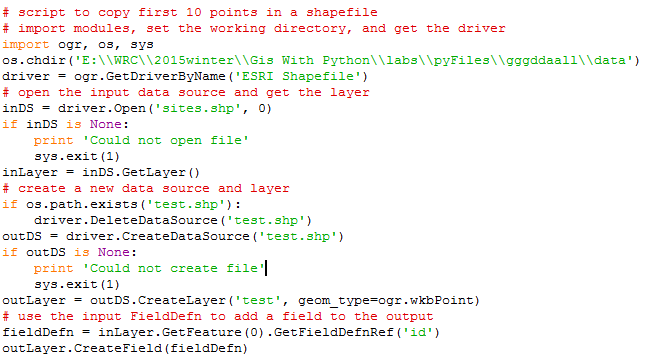 # script to copy first 10 points in a shapefile
# import modules, set the working directory, and get the driver
import ogr, os, sys
os.chdir('E:\\WRC\\2015winter\\Gis With Python\\labs\\pyFiles\\gggddaall\\data')
driver = ogr.GetDriverByName('ESRI Shapefile')
# open the input data source and get the layer
inDS = driver.Open('sites.shp', 0)
if inDS is None:
    print 'Could not open file'
    sys.exit(1)
inLayer = inDS.GetLayer()
# create a new data source and layer
if os.path.exists('test.shp'):
    driver.DeleteDataSource('test.shp')
outDS = driver.CreateDataSource('test.shp')
if outDS is None:
    print 'Could not create file'
    sys.exit(1)
outLayer = outDS.CreateLayer('test', geom_type=ogr.wkbPoint)
# use the input FieldDefn to add a field to the output
fieldDefn = inLayer.GetFeature(0).GetFieldDefnRef('id')
outLayer.CreateField(fieldDefn)